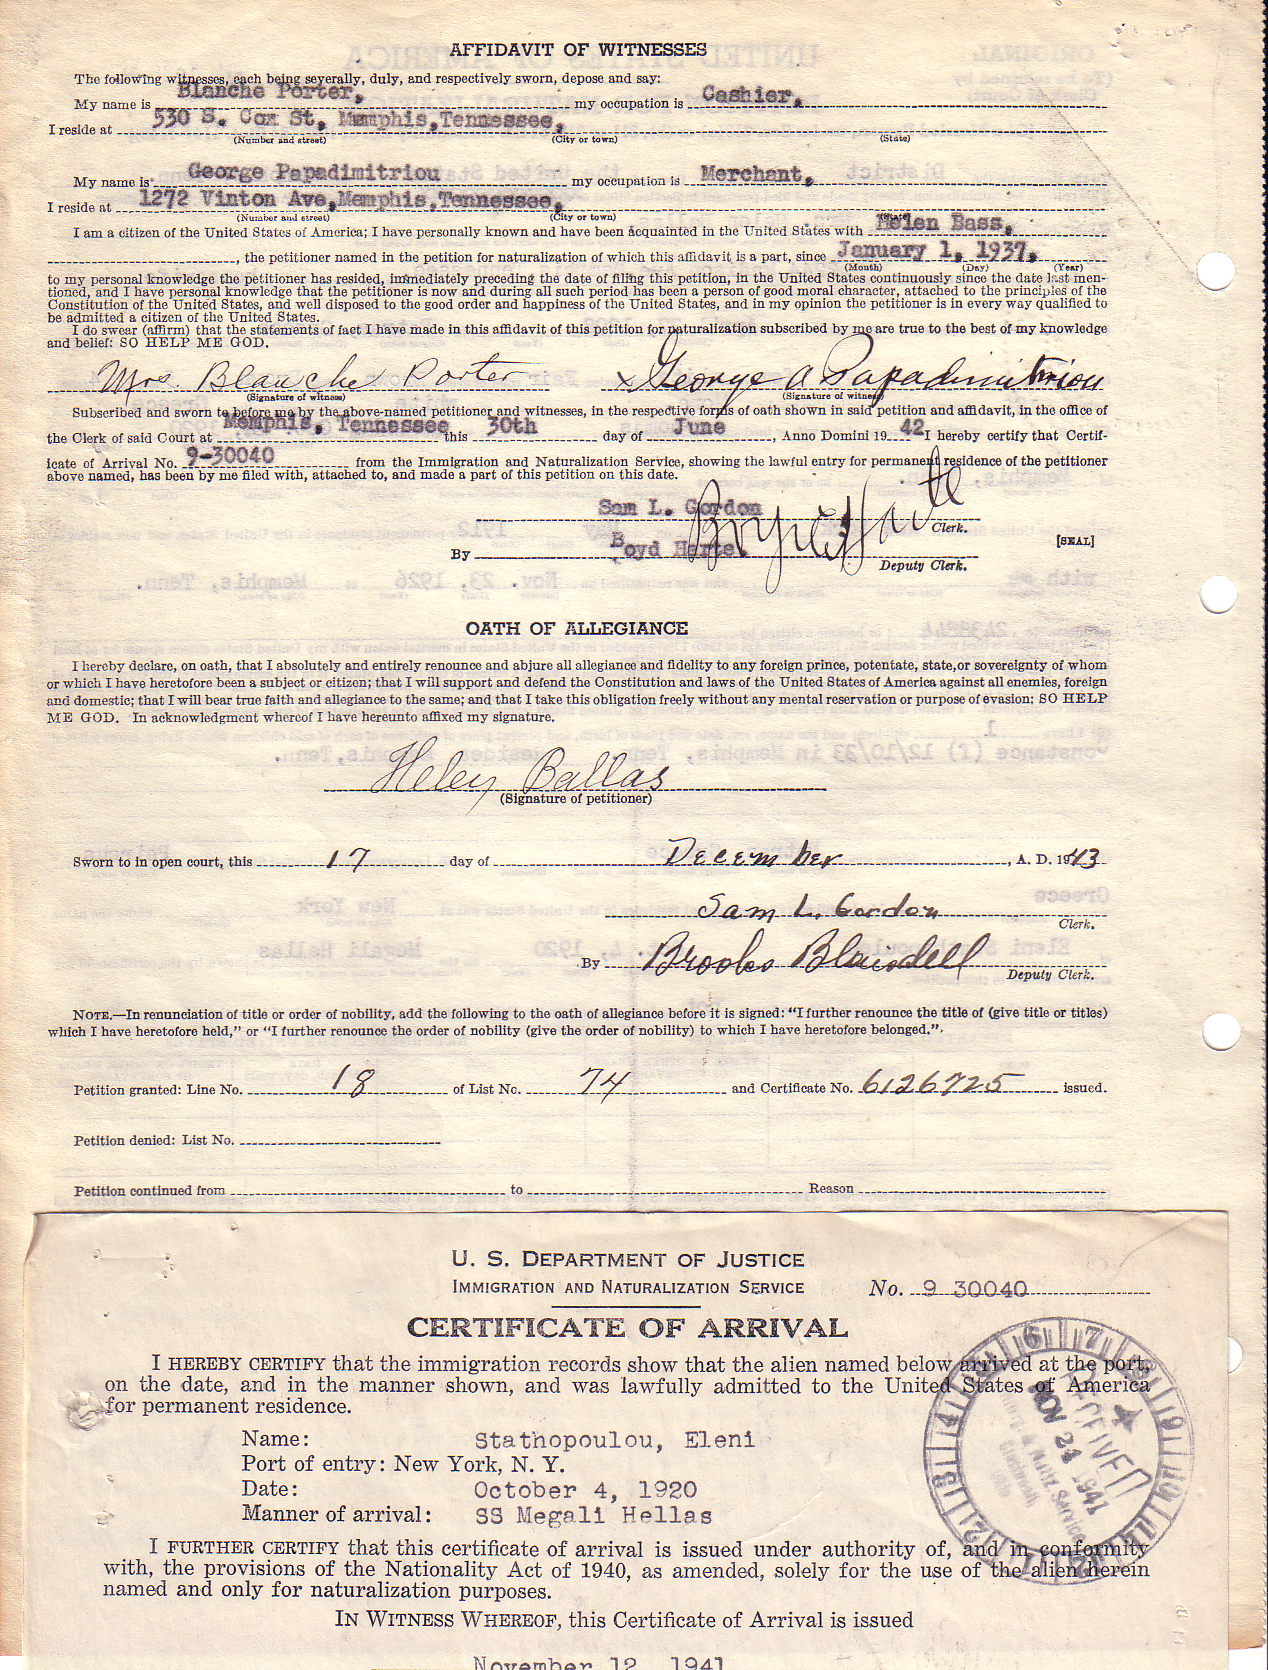 AFFIDAVIT OF WITNESSES
The following witnesses, each being severally, duly, and respectively sworn, depose and say:
My name is Blanche Porter, my occupation is Cashier,
I reside at 530 S. Cox St, Memphis, Tennessee,
(Number and street) (City or town) (State)
My name is George Papadimitriou my occupation is Merchant,
I reside at 1272 Vinton Ave, Memphis, Tennessee,
(Number and street) (City or town) (State)
I am a citizen of the United States of America; I have personally known and have been acquainted in the United States with Helen Bass,
, the petitioner named in the petition for naturalization of which this affidavit is a part, since January 1, 1937,
(Month) (Day) (Year)
to my personal knowledge the petitioner has resided, immediately preceding the date of filing this petition, in the United States continuously since the date last men-
tioned, and I have personal knowledge that the petitioner is now and during all such period has been a person of good moral character, attached to the principles of the
Constitution of the United States, and well disposed to the good order and happiness of the United States, and in my opinion the petitioner is in every way qualified to
be admitted a citizen of the United States.
I do swear (affirm) that the statements of fact I have made in this affidavit of this petition for naturalization subscribed by me are true to the best of my knowledge
and belief: SO HELP ME GOD.
Mrs. Blanche Porter x George A Papadimitriou
(Signature of witness) (Signature of witness)
Subscribed and sworn to before me by the above-named petitioner and witnesses, in the respective forms of oath shown in said petition and affidavit, in the office of
the Clerk of said Court at Memphis, Tennessee this 30th day of June, Anno Domini 19 42 I hereby certify that Certif-
icate of Arrival No. 9-30040 from the Immigration and Naturalization Service, showing the lawful entry for permanent residence of the petitioner
above named, has been by me filed with, attached to, and made a part of this petition on this date.
Sam L. Gordon
Clerk.
By Boyd Harte [SEAL]
Deputy Clerk.
OATH OF ALLEGIANCE
I hereby declare, on oath, that I absolutely and entirely renounce and abjure all allegiance and fidelity to any foreign prince, potentate, state, or sovereignty of whom
or which I have heretofore been a subject or citizen; that I will support and defend the Constitution and laws of the United States of America against all enemies, foreign
and domestic; that I will bear true faith and allegiance to the same; and that I take this obligation freely without any mental reservation or purpose of evasion: SO HELP
ME GOD. In acknowledgment whereof I have hereunto affixed my signature.
Helen Ballas
(Signature of petitioner)
Sworn to in open court, this 17 day of December, A. D. 1943
Sam L. Gordon
Clerk.
By Brooks Blaisdell
Deputy Clerk.
NOTE.—In renunciation of title or order of nobility, add the following to the oath of allegiance before it is signed: "I further renounce the title of (give title or titles)
which I have heretofore held," or "I further renounce the order of nobility (give the order of nobility) to which I have heretofore belonged."
Petition granted: Line No. 18 of List No. 74 and Certificate No. 6126725 issued.
Petition denied: List No.
Petition continued from to Reason
U. S. DEPARTMENT OF JUSTICE
IMMIGRATION AND NATURALIZATION SERVICE No. 9 30040
CERTIFICATE OF ARRIVAL
I HEREBY CERTIFY that the immigration records show that the alien named below arrived at the port,
on the date, and in the manner shown, and was lawfully admitted to the United States of America
for permanent residence.
RECEIVED
NOV 24 1941
Name: Stathopoulou, Eleni
Port of entry: New York, N. Y.
Date: October 4, 1920
Manner of arrival: SS Megali Hellas
I FURTHER CERTIFY that this certificate of arrival is issued under authority of, and in conformity
with, the provisions of the Nationality Act of 1940, as amended, solely for the use of the alien herein
named and only for naturalization purposes.
IN WITNESS WHEREOF, this Certificate of Arrival is issued
November 12, 1941